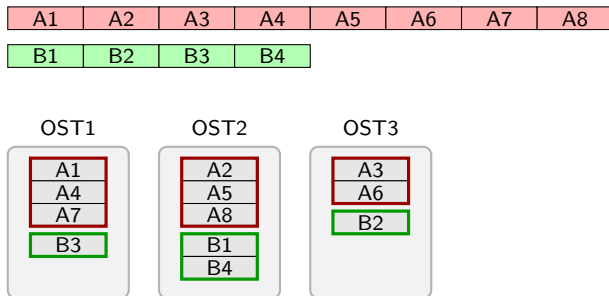 A1 A2 A3 A4 A5 A6 A7 A8
B1 B2 B3 B4
OST1 OST2 OST3
A1 A2 A3
A4 A5 A6
A7 A8
B3 B1 B2
B4